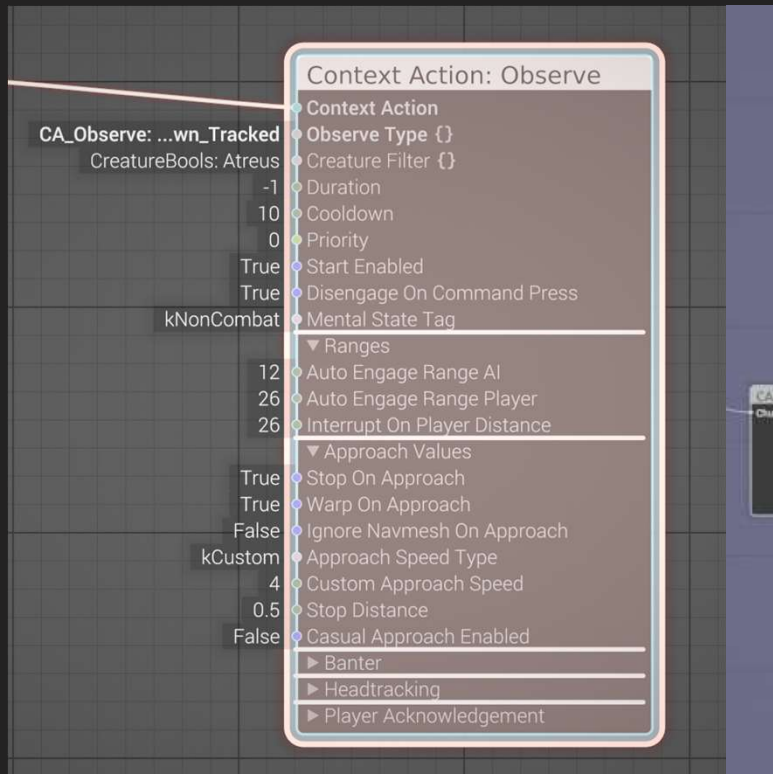 Context Action: Observe
Context Action
CA_Observe: ...wn_Tracked Observe Type {}
CreatureBools: Atreus Creature Filter {}
-1 Duration
10 Cooldown
0 Priority
True Start Enabled
True Disengage On Command Press
kNonCombat Mental State Tag
▼ Ranges
12 Auto Engage Range AI
26 Auto Engage Range Player
26 Interrupt On Player Distance
▼ Approach Values
True Stop On Approach
True Warp On Approach
False Ignore Navmesh On Approach
kCustom Approach Speed Type
4 Custom Approach Speed
0.5 Stop Distance
False Casual Approach Enabled
▶ Banter
▶ Headtracking
▶ Player Acknowledgement
CA